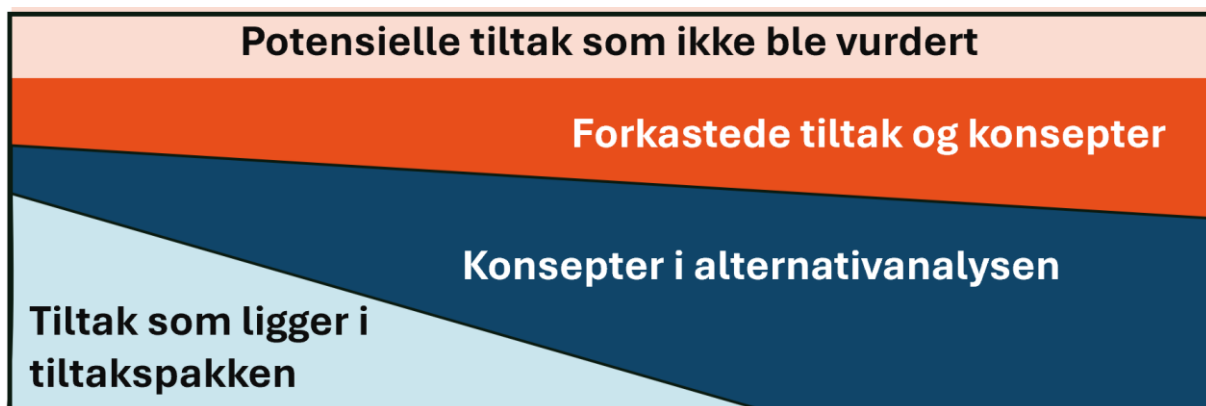 Potensielle tiltak som ikke ble vurdert
Forkastede tiltak og konsepter
Konsepter i alternativanalysen
Tiltak som ligger i
tiltakspakken